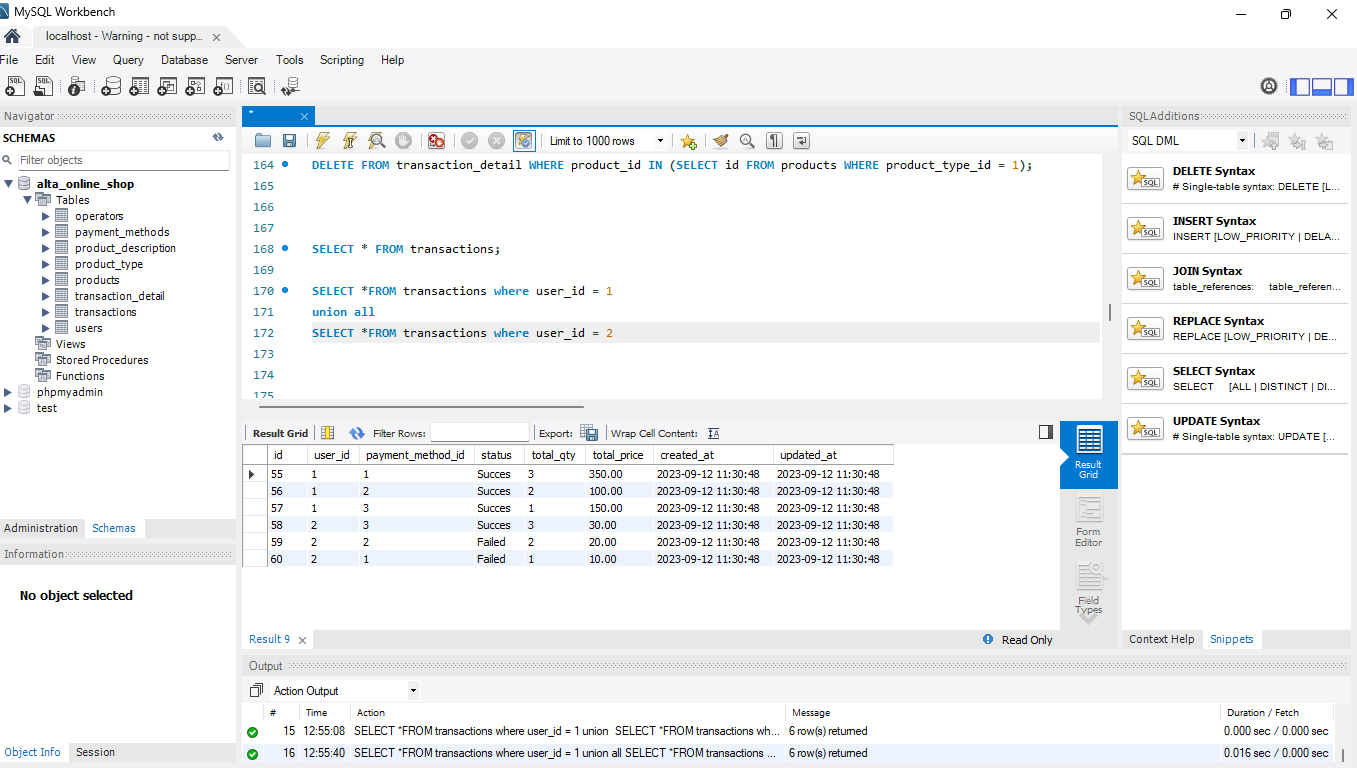 MySQL Workbench
localhost - Warning - not supp...
File Edit View Query Database Server Tools Scripting Help
Navigator
SCHEMAS
Filter objects
alta_online_shop
Tables
operators
payment_methods
product_description
product_type
products
transaction_detail
transactions
users
Views
Stored Procedures
Functions
phpmyadmin
test
Administration Schemas
Information
No object selected
Object Info Session
*
Limit to 1000 rows
164 DELETE FROM transaction_detail WHERE product_id IN (SELECT id FROM products WHERE product_type_id = 1);
165
166
167
168 SELECT * FROM transactions;
169
170 SELECT *FROM transactions where user_id = 1
171 union all
172 SELECT *FROM transactions where user_id = 2
173
174
175
Result Grid Filter Rows: Export: Wrap Cell Content:
id user_id payment_method_id status total_qty total_price created_at updated_at
55 1 1 Succes 3 350.00 2023-09-12 11:30:48 2023-09-12 11:30:48
56 1 2 Succes 2 100.00 2023-09-12 11:30:48 2023-09-12 11:30:48
57 1 3 Succes 1 150.00 2023-09-12 11:30:48 2023-09-12 11:30:48
58 2 3 Succes 3 30.00 2023-09-12 11:30:48 2023-09-12 11:30:48
59 2 2 Failed 2 20.00 2023-09-12 11:30:48 2023-09-12 11:30:48
60 2 1 Failed 1 10.00 2023-09-12 11:30:48 2023-09-12 11:30:48
Result
Grid
Form
Editor
Field
Types
Result 9 Read Only
Output
Action Output
# Time Action Message Duration / Fetch
15 12:55:08 SELECT *FROM transactions where user_id = 1 union SELECT *FROM transactions wh... 6 row(s) returned 0.000 sec / 0.000 sec
16 12:55:40 SELECT *FROM transactions where user_id = 1 union all SELECT *FROM transactions ... 6 row(s) returned 0.016 sec / 0.000 sec
SQLAdditions
SQL DML
DELETE Syntax
# Single-table syntax: DELETE [L...
INSERT Syntax
INSERT [LOW_PRIORITY | DELA...
JOIN Syntax
table_references: table_referen...
REPLACE Syntax
REPLACE [LOW_PRIORITY | DE...
SELECT Syntax
SELECT [ALL | DISTINCT | DI...
UPDATE Syntax
# Single-table syntax: UPDATE [...
Context Help Snippets